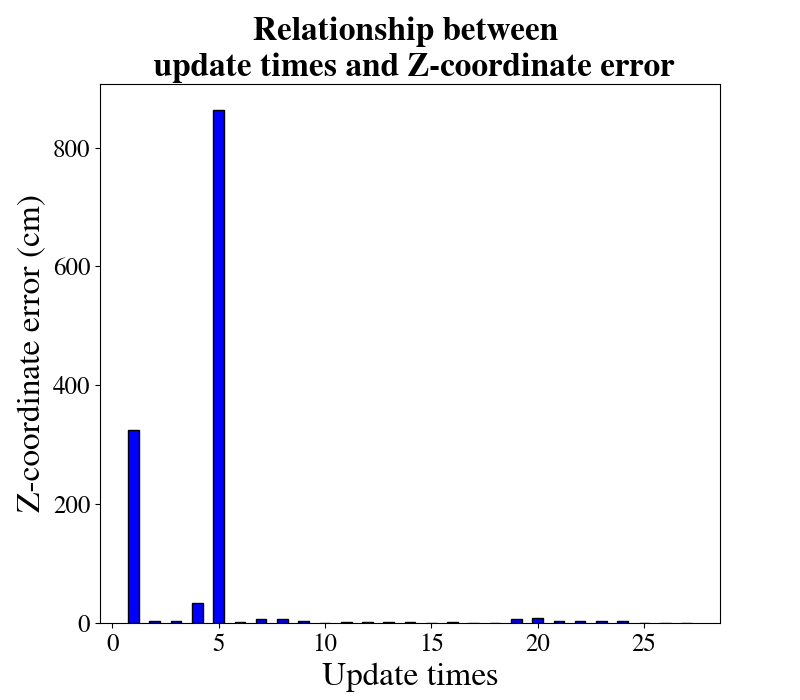 Relationship between
update times and Z-coordinate error
Z-coordinate error (cm)
800
600
400
200
0
0 5 10 15 20 25
Update times